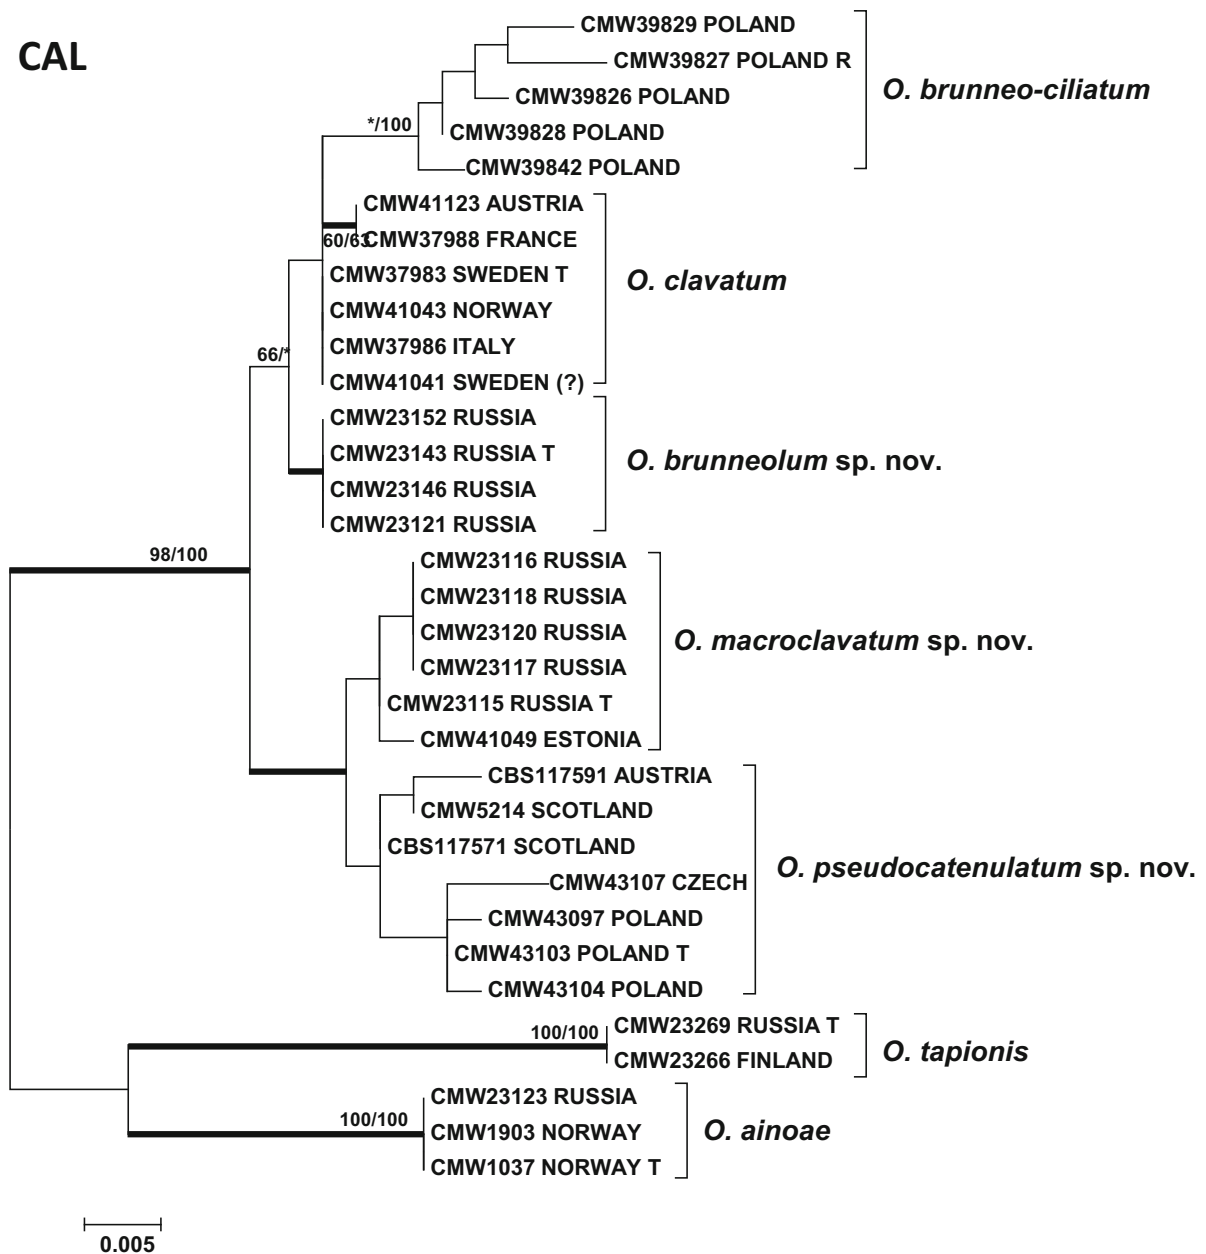 CAL
CMW39829 POLAND
CMW39827 POLAND R
CMW39826 POLAND
CMW39828 POLAND
CMW39842 POLAND
O. brunneo-ciliatum
*/100
CMW41123 AUSTRIA
CMW37988 FRANCE
60/63
CMW37983 SWEDEN T
CMW41043 NORWAY
CMW37986 ITALY
CMW41041 SWEDEN (?)
O. clavatum
66/*
CMW23152 RUSSIA
CMW23143 RUSSIA T
CMW23146 RUSSIA
CMW23121 RUSSIA
O. brunneolum sp. nov.
98/100
CMW23116 RUSSIA
CMW23118 RUSSIA
CMW23120 RUSSIA
CMW23117 RUSSIA
CMW23115 RUSSIA T
CMW41049 ESTONIA
O. macroclavatum sp. nov.
CBS117591 AUSTRIA
CMW5214 SCOTLAND
CBS117571 SCOTLAND
CMW43107 CZECH
CMW43097 POLAND
CMW43103 POLAND T
CMW43104 POLAND
O. pseudocatenulatum sp. nov.
100/100
CMW23269 RUSSIA T
CMW23266 FINLAND
O. tapionis
100/100
CMW23123 RUSSIA
CMW1903 NORWAY
CMW1037 NORWAY T
O. ainoae
0.005